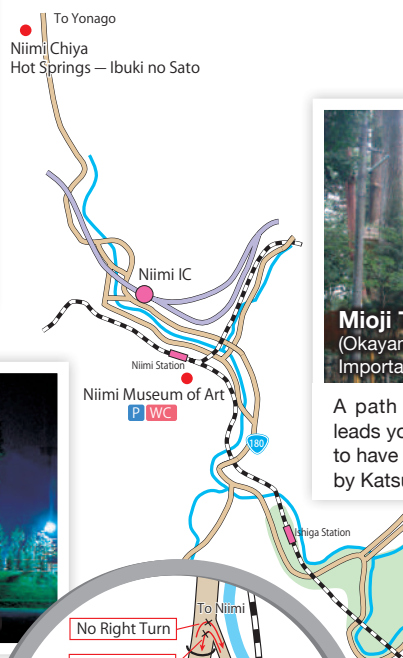 To Yonago
Niimi Chiya
Hot Springs — Ibuki no Sato
Niimi IC
Niimi Station
Niimi Museum of Art
P WC
180
Ishiga Station
Mioji
(Okayam
Importa
A path
leads yo
to have
by Katsu
To Niimi
No Right Turn